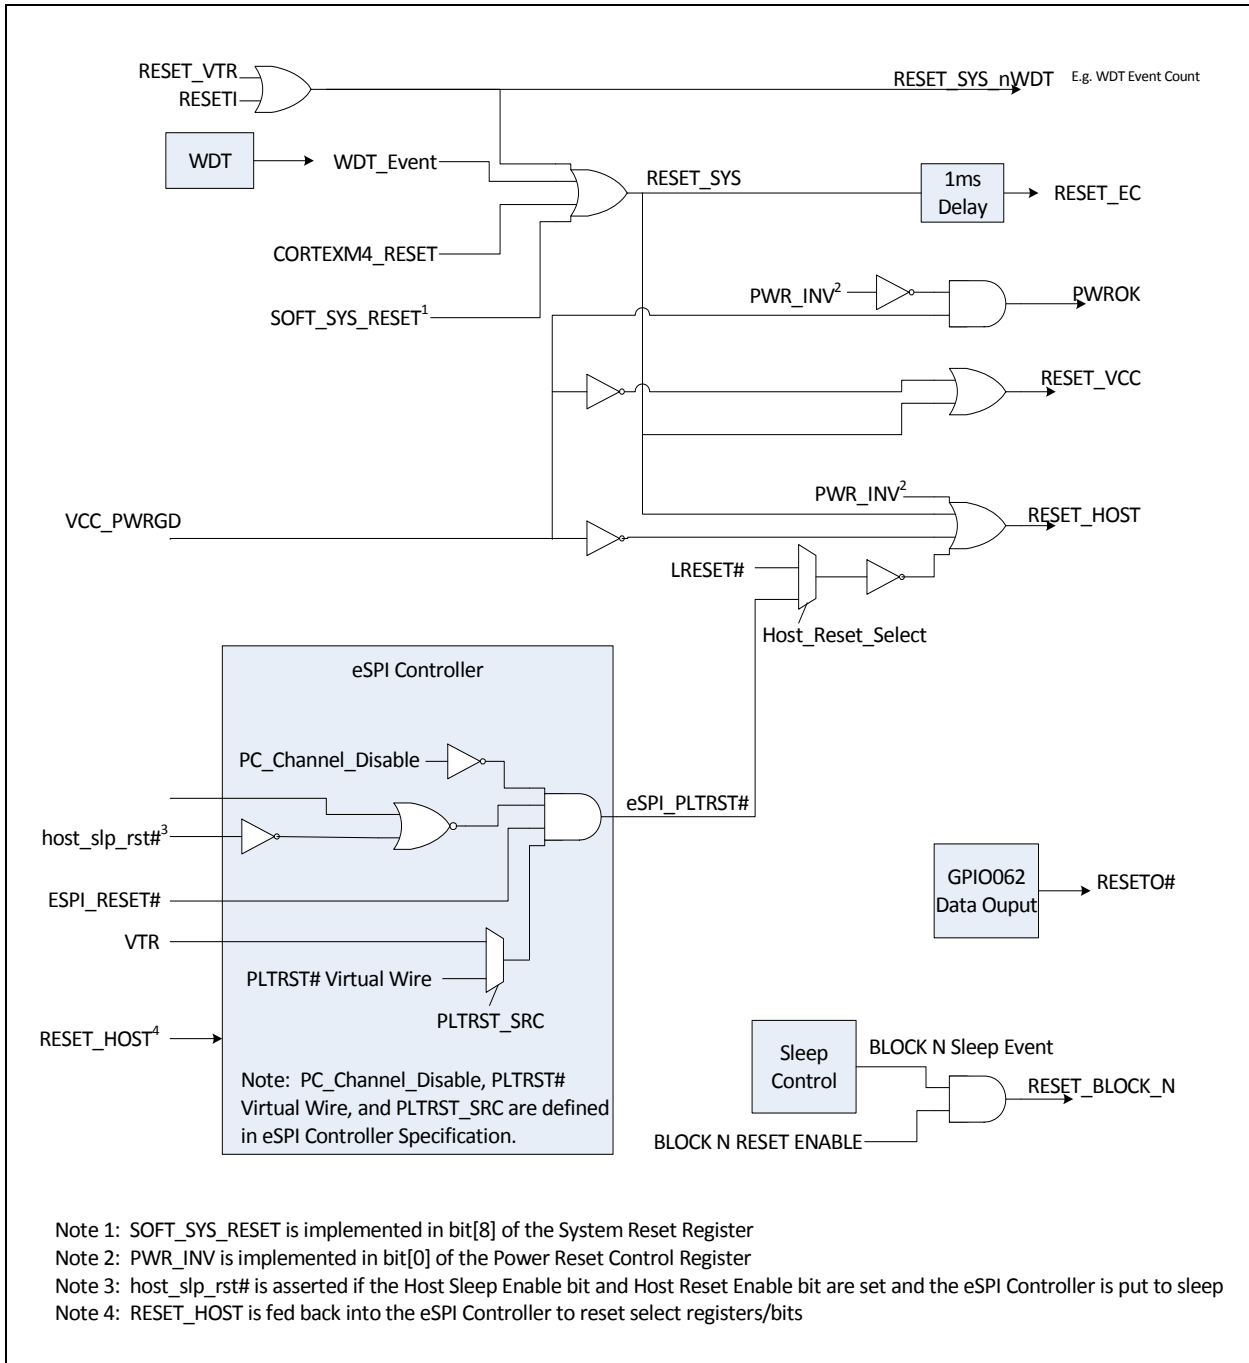 RESET_VTR
RESETI
RESET_SYS_nWDT E.g. WDT Event Count
WDT
WDT_Event
RESET_SYS
1ms
Delay
RESET_EC
CORTEXM4_RESET
SOFT_SYS_RESET1
PWR_INV2
PWROK
RESET_VCC
PWR_INV2
VCC_PWRGD
RESET_HOST
LRESET#
Host_Reset_Select
eSPI Controller
PC_Channel_Disable
eSPI_PLTRST#
host_slp_rst#3
ESPI_RESET#
VTR
PLTRST# Virtual Wire
PLTRST_SRC
RESET_HOST4
Note: PC_Channel_Disable, PLTRST#
Virtual Wire, and PLTRST_SRC are defined
in eSPI Controller Specification.
GPIO062
Data Ouput
RESETO#
Sleep
Control
BLOCK N Sleep Event
RESET_BLOCK_N
BLOCK N RESET ENABLE
Note 1: SOFT_SYS_RESET is implemented in bit[8] of the System Reset Register
Note 2: PWR_INV is implemented in bit[0] of the Power Reset Control Register
Note 3: host_slp_rst# is asserted if the Host Sleep Enable bit and Host Reset Enable bit are set and the eSPI Controller is put to sleep
Note 4: RESET_HOST is fed back into the eSPI Controller to reset select registers/bits